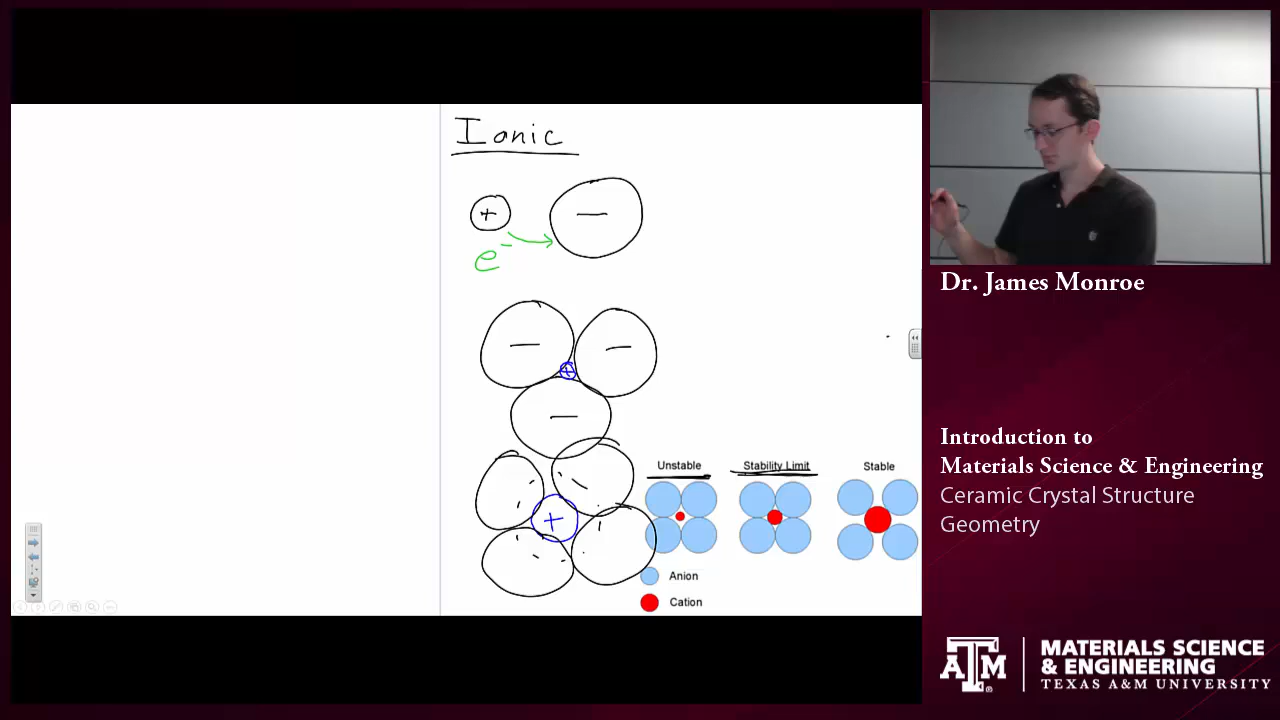 Ionic
+ −
e⁻
− −
+
−
−
+
Unstable Stability Limit Stable
Anion
Cation
Dr. James Monroe
Introduction to
Materials Science & Engineering
Ceramic Crystal Structure
Geometry
ATM
MATERIALS SCIENCE
& ENGINEERING
TEXAS A&M UNIVERSITY